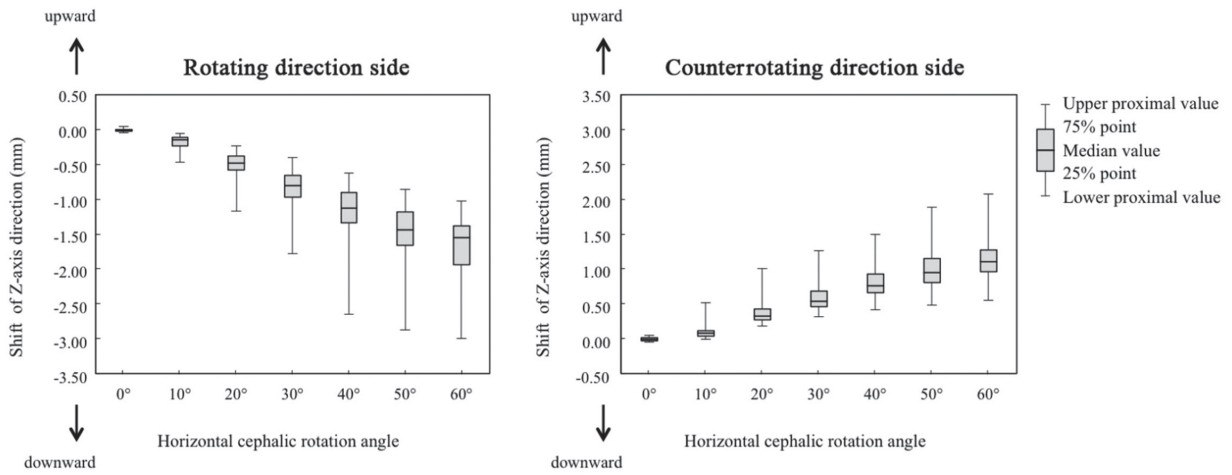 upward
Rotating direction side
0.50
0.00
-0.50
-1.00
-1.50
-2.00
-2.50
-3.00
-3.50
Shift of Z-axis direction (mm)
0° 10° 20° 30° 40° 50° 60°
Horizontal cephalic rotation angle
downward
upward
Counterrotating direction side
3.50
3.00
2.50
2.00
1.50
1.00
0.50
0.00
-0.50
Shift of Z-axis direction (mm)
0° 10° 20° 30° 40° 50° 60°
Horizontal cephalic rotation angle
downward
Upper proximal value
75% point
Median value
25% point
Lower proximal value